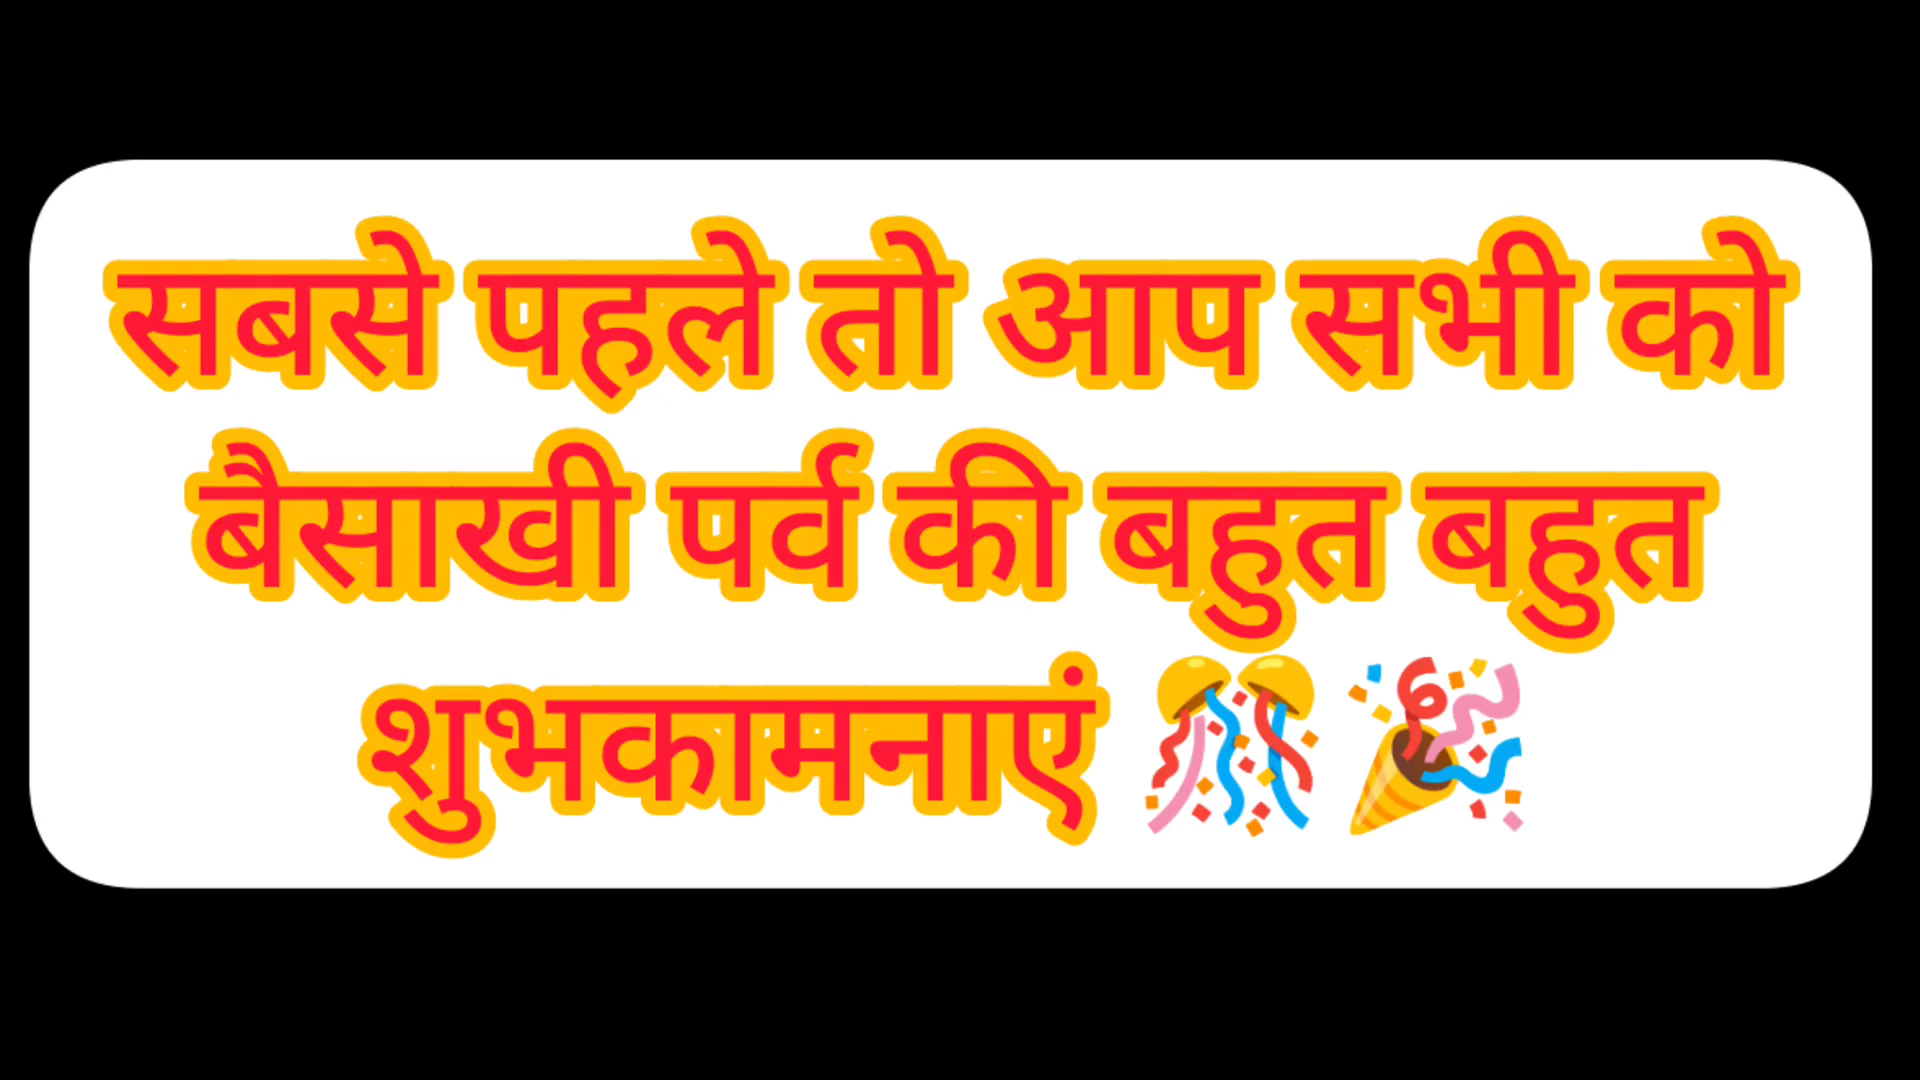 सबसे पहले तो आप सभी को
बैसाखी पर्व की बहुत बहुत
शुभकामनाएं 🎊 🎉